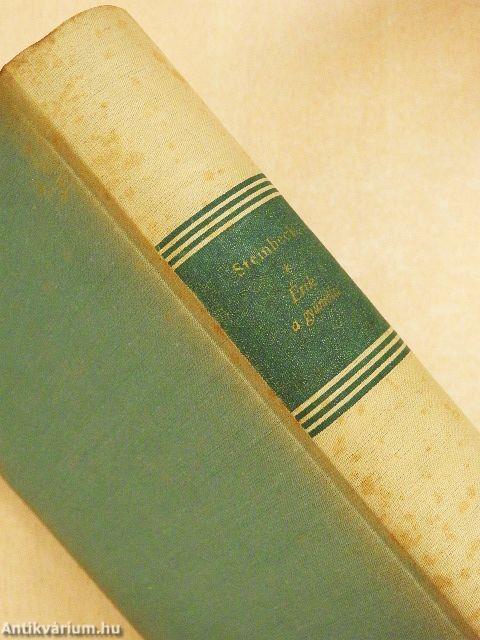 Steinbeck
Érik
a gyümölcs
Antikvárium.hu